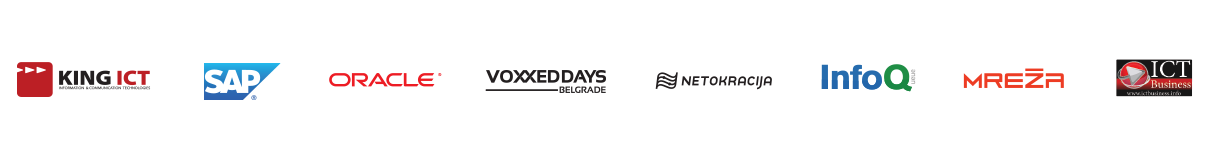 KING ICT
INFORMATION & COMMUNICATION TECHNOLOGIES
SAP®
ORACLE®
VOXXEDDAYS
BELGRADE
NETOKRACIJA
InfoQ
MREŽA
ICT
Business
www.ictbusiness.info